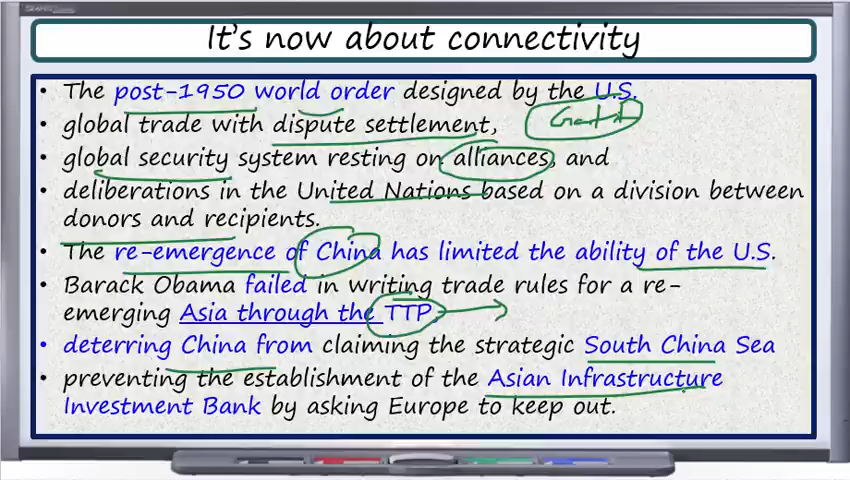 It's now about connectivity
• The post-1950 world order designed by the U.S.
• global trade with dispute settlement,
• global security system resting on alliances, and
• deliberations in the United Nations based on a division between
donors and recipients.
• The re-emergence of China has limited the ability of the U.S.
• Barack Obama failed in writing trade rules for a re-
emerging Asia through the TTP,
• deterring China from claiming the strategic South China Sea
• preventing the establishment of the Asian Infrastructure
Investment Bank by asking Europe to keep out.